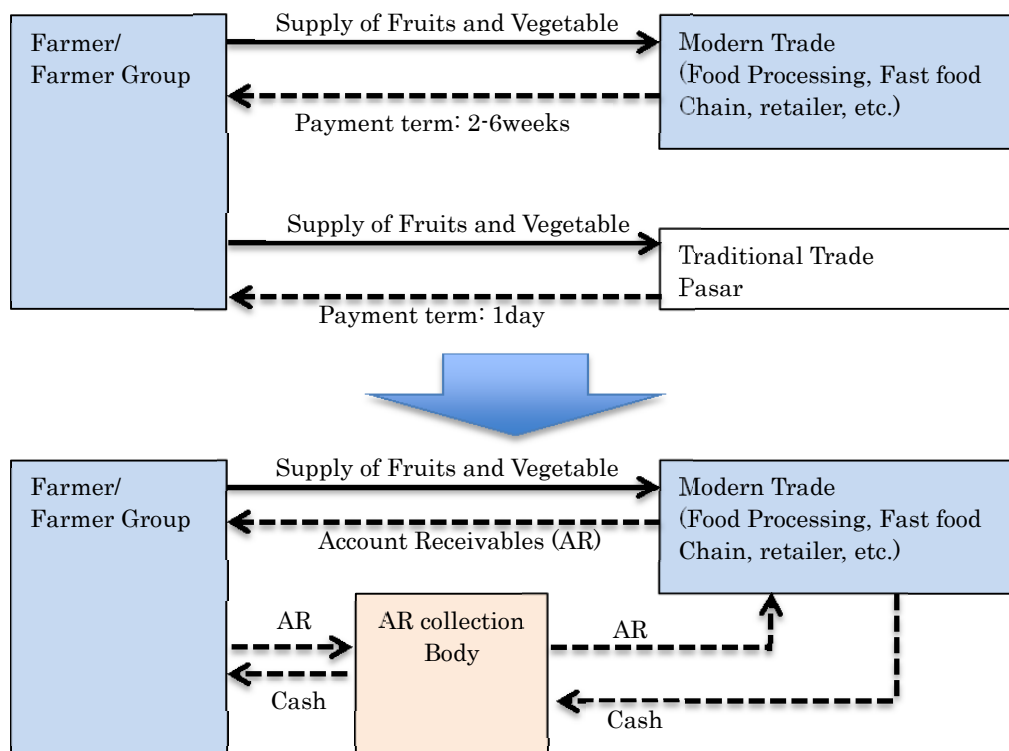 Supply of Fruits and Vegetable
Farmer/
Farmer Group
Modern Trade
(Food Processing, Fast food
Chain, retailer, etc.)
Payment term: 2-6weeks
Supply of Fruits and Vegetable
Traditional Trade
Pasar
Payment term: 1day
Supply of Fruits and Vegetable
Farmer/
Farmer Group
Modern Trade
(Food Processing, Fast food
Chain, retailer, etc.)
Account Receivables (AR)
AR
AR collection
Body
AR
Cash
Cash